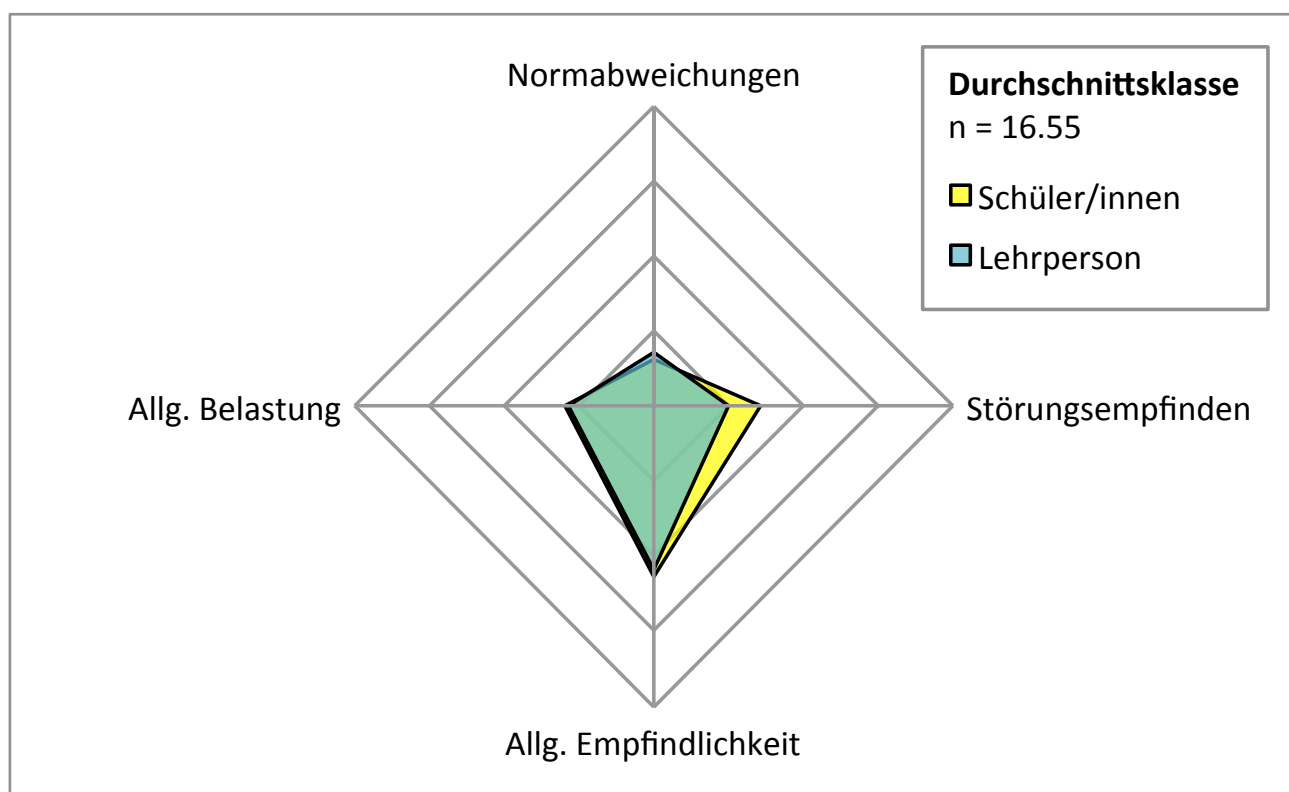 Normabweichungen
Durchschnittsklasse
n = 16.55
Schüler/innen
Lehrperson
Allg. Belastung
Störungsempfinden
Allg. Empfindlichkeit